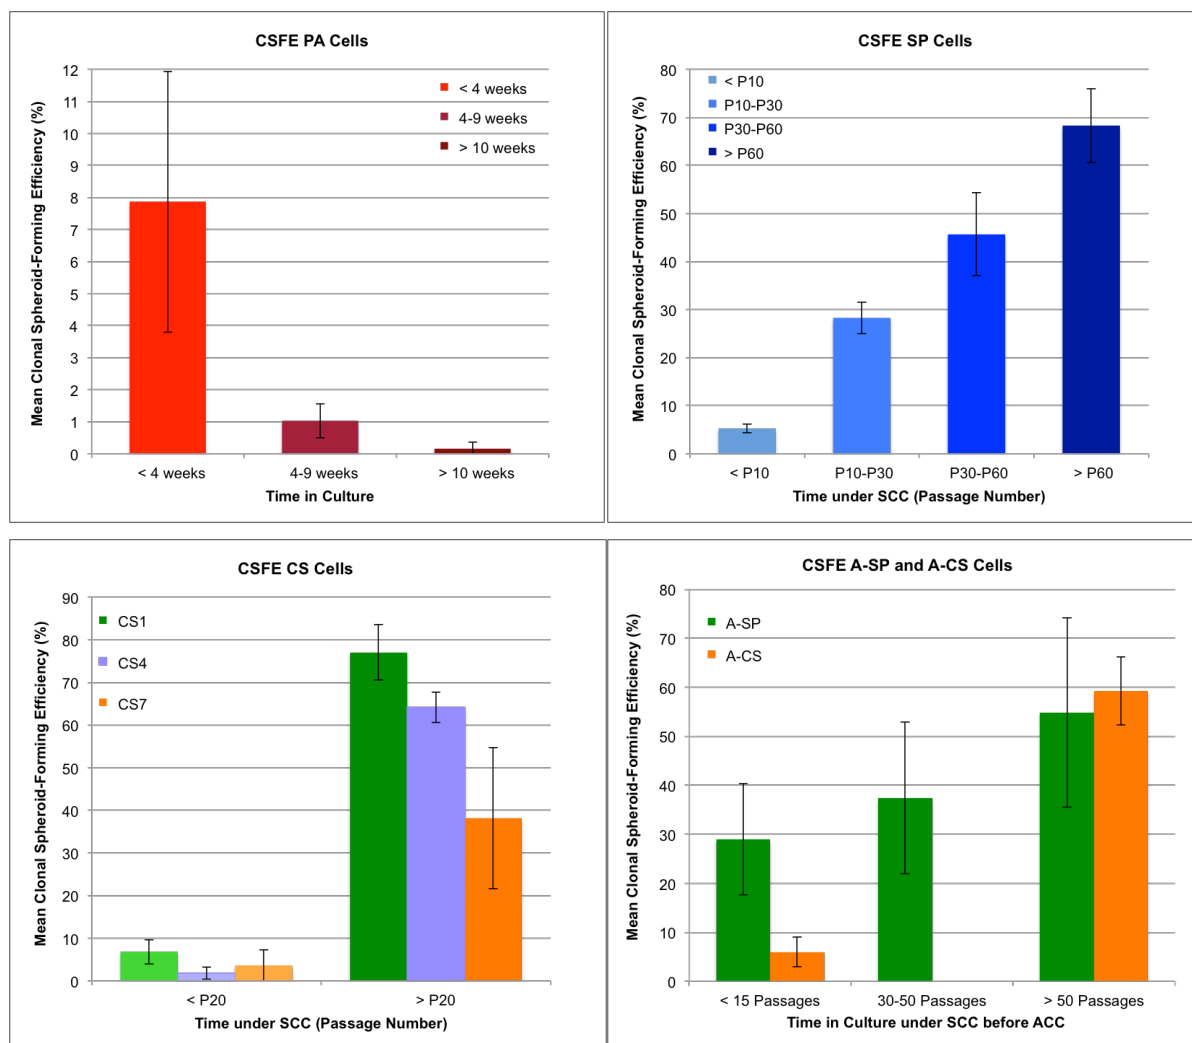 CSFE PA Cells
Mean Clonal Spheroid-Forming Efficiency (%)
12
11
10
9
8
7
6
5
4
3
2
1
0
< 4 weeks
4-9 weeks
> 10 weeks
< 4 weeks
4-9 weeks
> 10 weeks
Time in Culture
CSFE SP Cells
Mean Clonal Spheroid-Forming Efficiency (%)
80
70
60
50
40
30
20
10
0
< P10
P10-P30
P30-P60
> P60
< P10
P10-P30
P30-P60
> P60
Time under SCC (Passage Number)
CSFE CS Cells
Mean Clonal Spheroid-Forming Efficiency (%)
90
80
70
60
50
40
30
20
10
0
CS1
CS4
CS7
< P20
> P20
Time under SCC (Passage Number)
CSFE A-SP and A-CS Cells
Mean Clonal Spheroid-Forming Efficiency (%)
80
70
60
50
40
30
20
10
0
A-SP
A-CS
< 15 Passages
30-50 Passages
> 50 Passages
Time in Culture under SCC before ACC